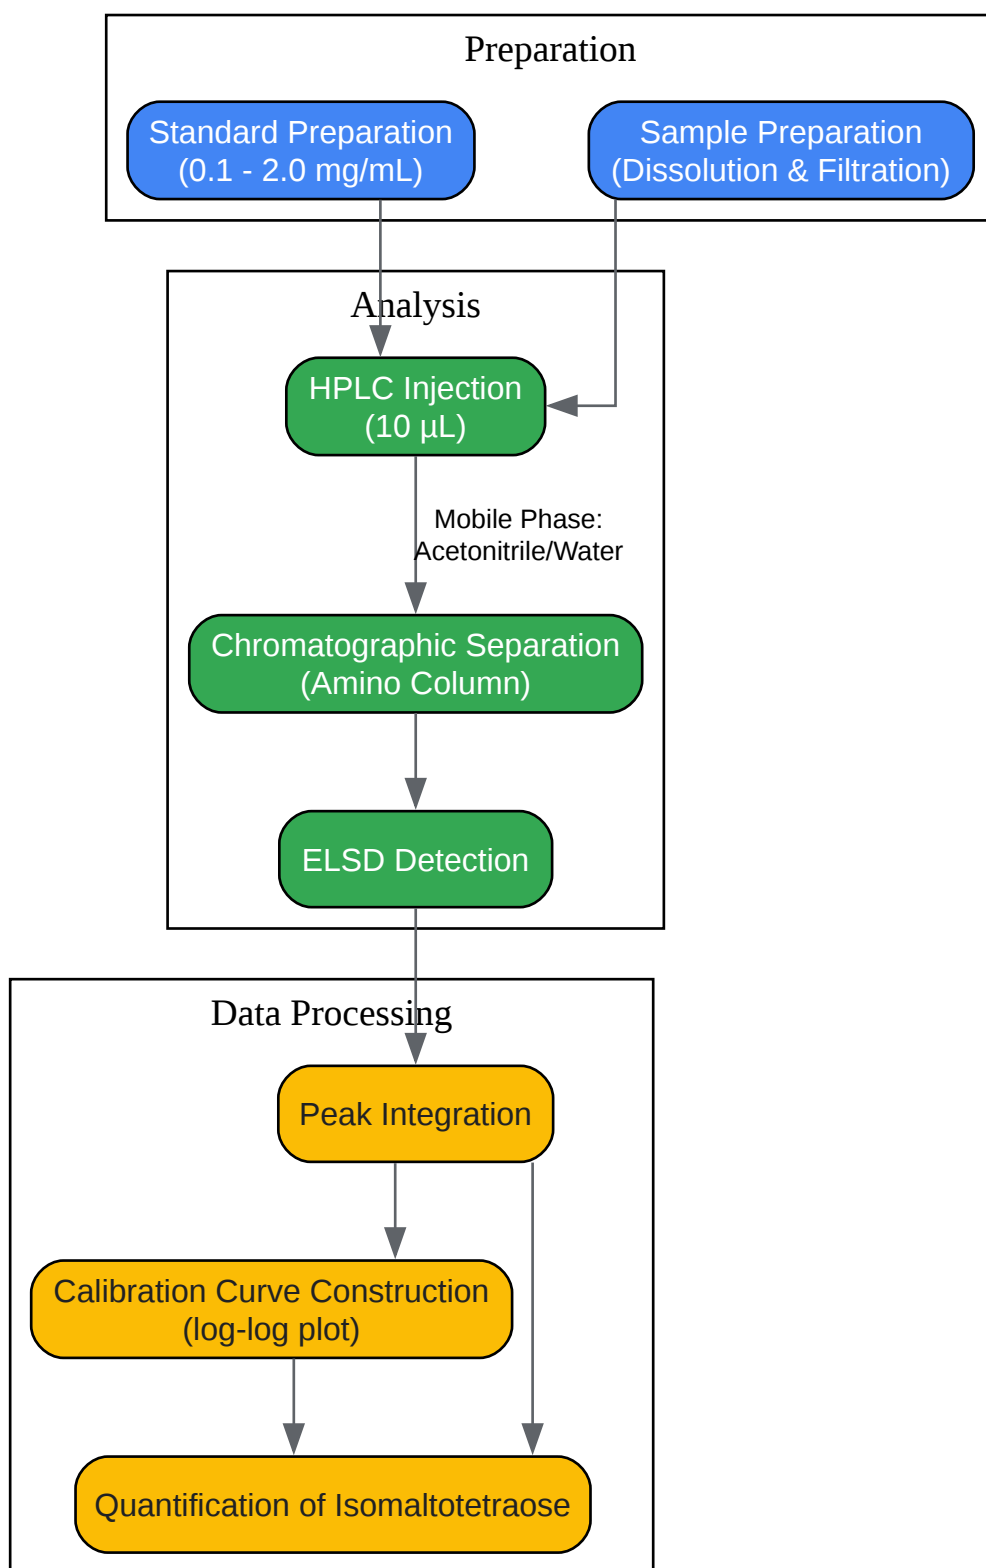 Preparation
Standard Preparation
(0.1 - 2.0 mg/mL)
Sample Preparation
(Dissolution & Filtration)
Analysis
HPLC Injection
(10 µL)
Mobile Phase:
Acetonitrile/Water
Chromatographic Separation
(Amino Column)
ELSD Detection
Data Processing
Peak Integration
Calibration Curve Construction
(log-log plot)
Quantification of Isomaltotetraose